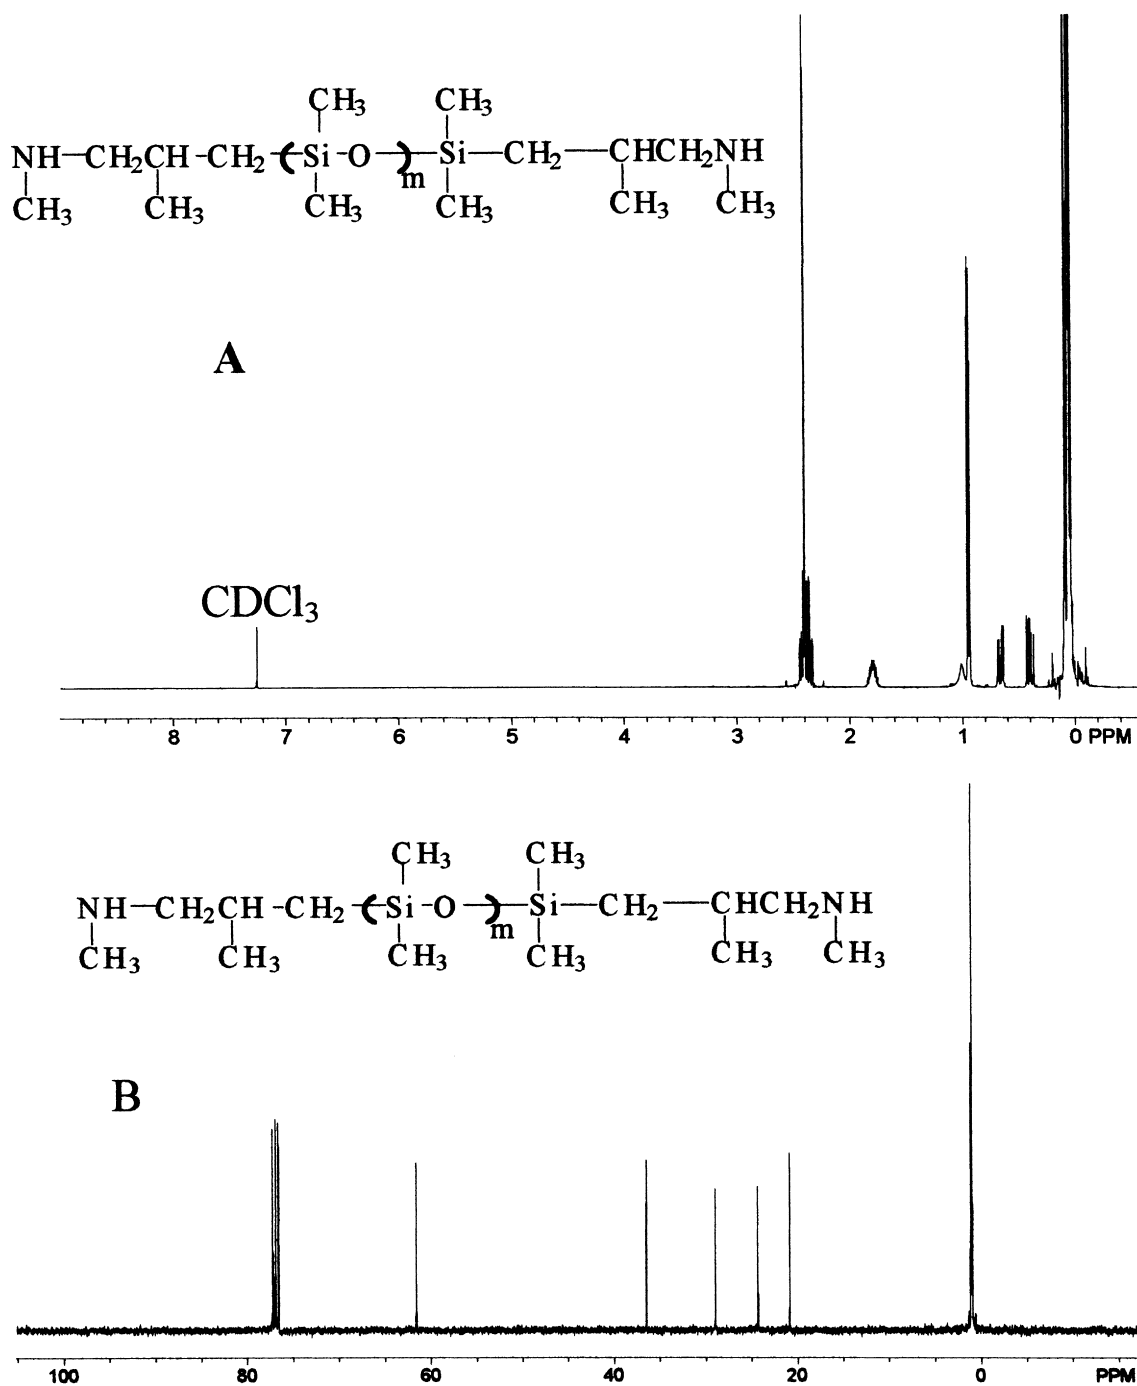 CH₃ CH₃
NH—CH₂CH-CH₂-(Si-O-)m-Si—CH₂—CHCH₂NH
CH₃ CH₃ CH₃ CH₃ CH₃ CH₃
A
CDCl₃
8 7 6 5 4 3 2 1 0 PPM
CH₃ CH₃
NH—CH₂CH-CH₂-(Si-O-)m-Si—CH₂—CHCH₂NH
CH₃ CH₃ CH₃ CH₃ CH₃ CH₃
B
100 80 60 40 20 0 PPM